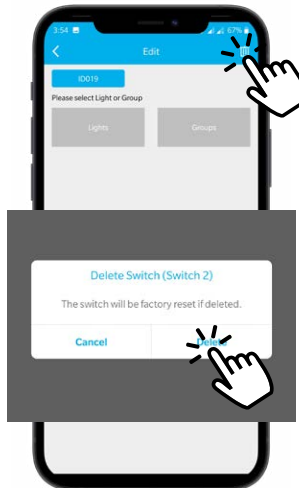 3:54 67%
Edit
ID019
Please select Light or Group
Lights Groups
Delete Switch (Switch 2)
The switch will be factory reset if deleted.
Cancel Delete